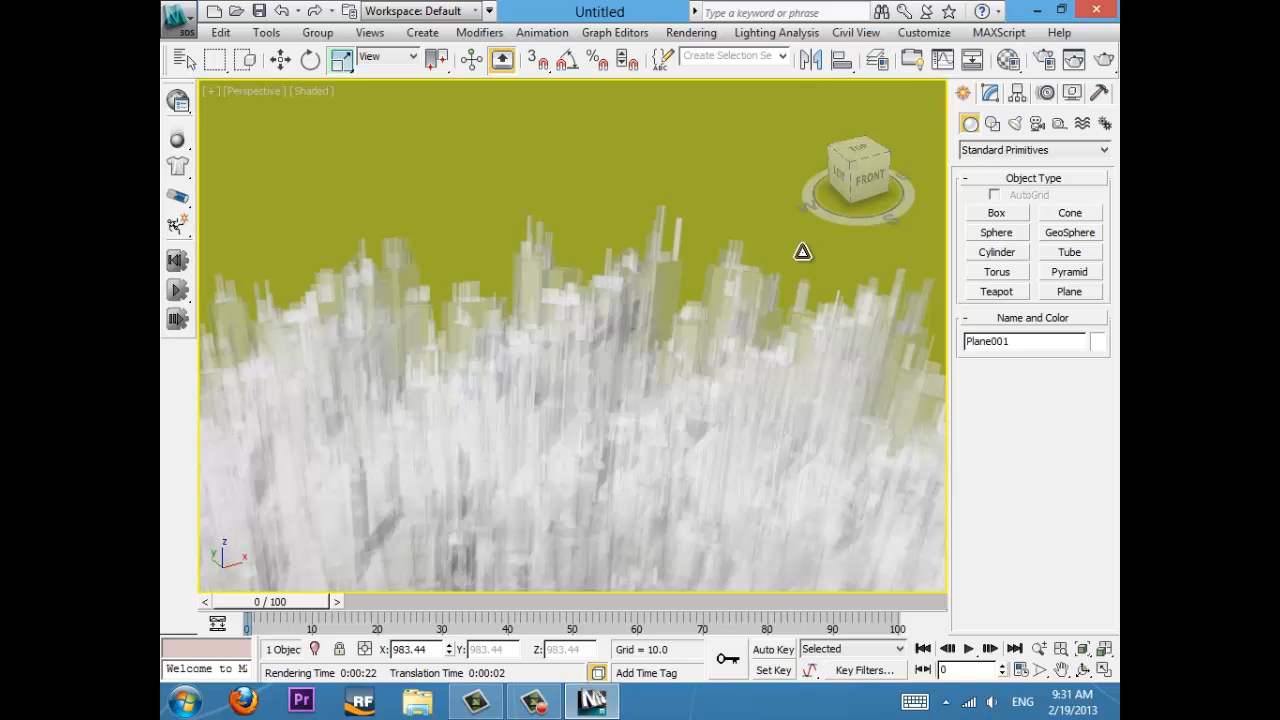 3DS
Workspace: Default
Untitled
Type a keyword or phrase
Edit Tools Group Views Create Modifiers Animation Graph Editors Rendering Lighting Analysis Civil View Customize MAXScript Help
View
3
%
ABC
Create Selection Se
[+] [Perspective] [Shaded]
TOP
LEFT
FRONT
Standard Primitives
Object Type
AutoGrid
Box
Cone
Sphere
GeoSphere
Cylinder
Tube
Torus
Pyramid
Teapot
Plane
Name and Color
Plane001
z
y
x
< 0 / 100 >
0 10 20 30 40 50 60 70 80 90 100
1 Objec
X: 983.44 Y: 983.44 Z: 983.44
Grid = 10.0
Auto Key
Selected
Welcome to M
Rendering Time 0:00:22 Translation Time 0:00:02
Add Time Tag
Set Key
Key Filters...
0
Pr
RF
ENG
9:31 AM
2/19/2013